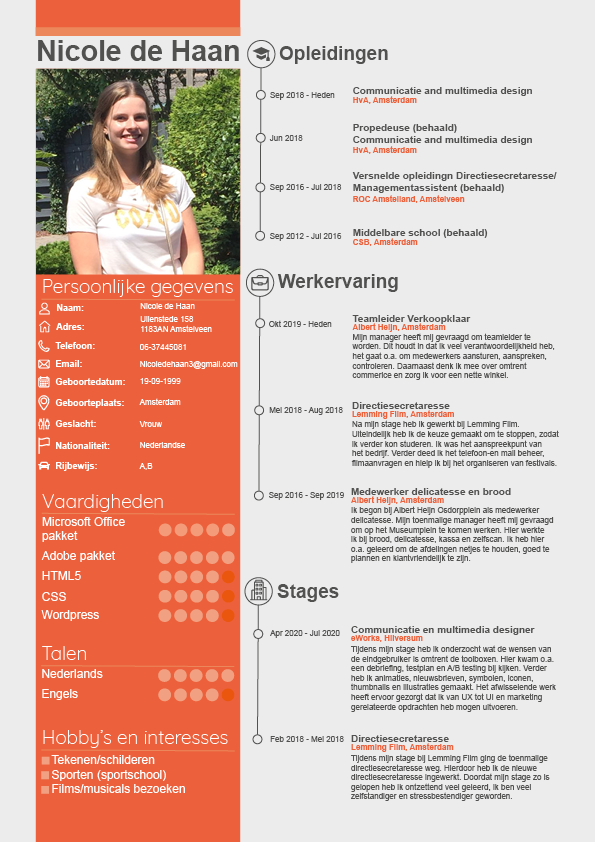 Nicole de Haan
Persoonlijke gegevens
Naam: Nicole de Haan
Adres: Uilenstede 158
1183AN Amstelveen
Telefoon: 06-37445081
Email: Nicoledehaan3@gmail.com
Geboortedatum: 19-09-1999
Geboorteplaats: Amsterdam
Geslacht: Vrouw
Nationaliteit: Nederlandse
Rijbewijs: A,B
Vaardigheden
Microsoft Office
pakket
Adobe pakket
HTML5
CSS
Wordpress
Talen
Nederlands
Engels
Hobby's en interesses
Tekenen/schilderen
Sporten (sportschool)
Films/musicals bezoeken
Opleidingen
Sep 2018 - Heden
Communicatie and multimedia design
HvA, Amsterdam
Jun 2018
Propedeuse (behaald)
Communicatie and multimedia design
HvA, Amsterdam
Sep 2016 - Jul 2018
Versnelde opleidingn Directiesecretaresse/
Managementassistent (behaald)
ROC Amstelland, Amstelveen
Sep 2012 - Jul 2016
Middelbare school (behaald)
CSB, Amsterdam
Werkervaring
Okt 2019 - Heden
Teamleider Verkoopklaar
Albert Heijn, Amsterdam
Mijn manager heeft mij gevraagd om teamleider te
worden. Dit houdt in dat ik veel verantwoordelijkheid heb,
het gaat o.a. om medewerkers aansturen, aanspreken,
controleren. Daarnaast denk ik mee over omtrent
commercie en zorg ik voor een nette winkel.
Mei 2018 - Aug 2018
Directiesecretaresse
Lemming Film, Amsterdam
Na mijn stage heb ik gewerkt bij Lemming Film.
Uiteindelijk heb ik de keuze gemaakt om te stoppen, zodat
ik verder kon studeren. Ik was het aanspreekpunt van
het bedrijf. Verder deed ik het telefoon-en mail beheer,
filmaanvragen en hielp ik bij het organiseren van festivals.
Sep 2016 - Sep 2019
Medewerker delicatesse en brood
Albert Heijn, Amsterdam
Ik begon bij Albert Heijn Osdorpplein als medewerker
delicatesse. Mijn toenmalige manager heeft mij gevraagd
om op het Museumplein te komen werken. Hier werkte
ik bij brood, delicatesse, kassa en zelfscan. Ik heb hier
o.a. geleerd om de afdelingen netjes te houden, goed te
plannen en klantvriendelijk te zijn.
Stages
Apr 2020 - Jul 2020
Communicatie en multimedia designer
eWorks, Hilversum
Tijdens mijn stage heb ik onderzocht wat de wensen van
de eindgebruiker is omtrent de toolboxen. Hier kwam o.a.
een debriefing, testplan en A/B testing bij kijken. Verder
heb ik animaties, nieuwsbrieven, symbolen, iconen,
thumbnails en illustraties gemaakt. Het afwisselende werk
heeft ervoor gezorgt dat ik van UX tot UI en marketing
gerelateerde opdrachten heb mogen uitvoeren.
Feb 2018 - Mei 2018
Directiesecretaresse
Lemming Film, Amsterdam
Tijdens mijn stage bij Lemming Film ging de toenmalige
directiesecretaresse weg. Hierdoor heb ik de nieuwe
directiesecretaresse ingewerkt. Doordat mijn stage zo is
gelopen heb ik ontzettend veel geleerd, ik ben veel
zelfstandiger en stressbestendiger geworden.